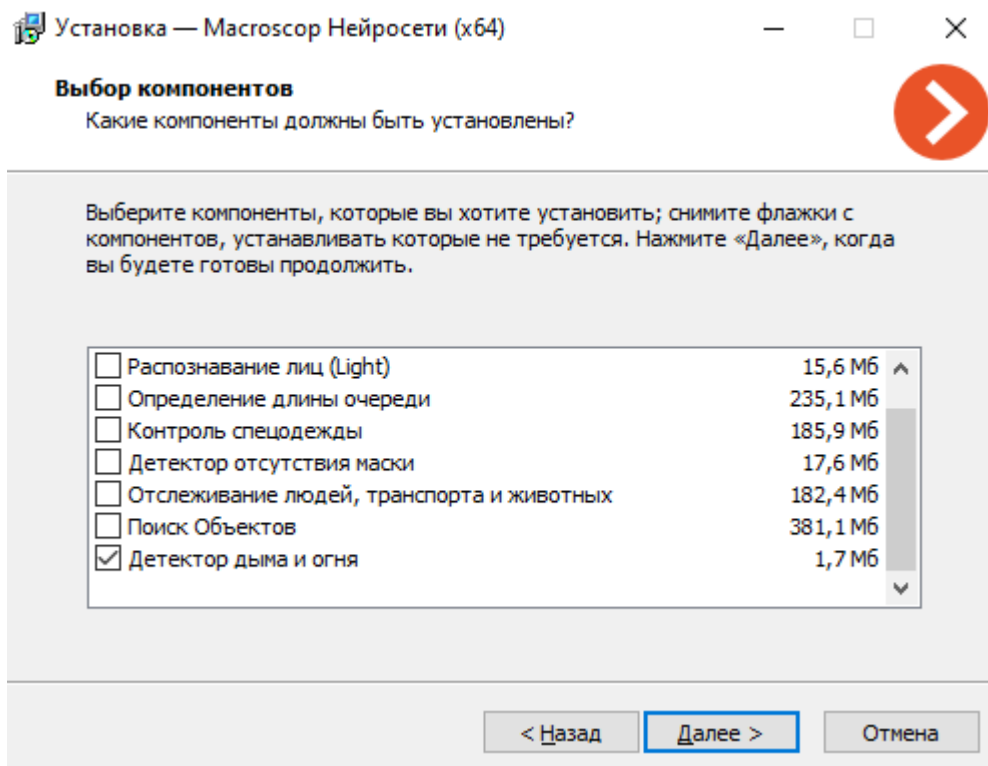 Установка — Macroscop Нейросети (x64)
Выбор компонентов
Какие компоненты должны быть установлены?
Выберите компоненты, которые вы хотите установить; снимите флажки с
компонентов, устанавливать которые не требуется. Нажмите «Далее», когда
вы будете готовы продолжить.
Распознавание лиц (Light) 15,6 Мб
Определение длины очереди 235,1 Мб
Контроль спецодежды 185,9 Мб
Детектор отсутствия маски 17,6 Мб
Отслеживание людей, транспорта и животных 182,4 Мб
Поиск Объектов 381,1 Мб
Детектор дыма и огня 1,7 Мб
< Назад Далее > Отмена